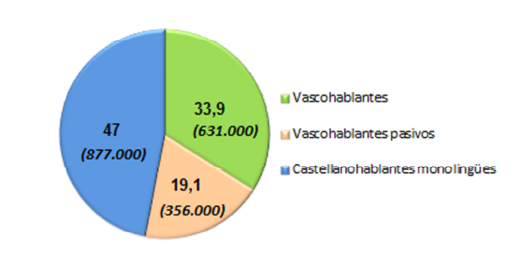 33,9
(631.000)
47
(877.000)
19,1
(356.000)
Vascohablantes
Vascohablantes pasivos
Castellanohablantes monolingües